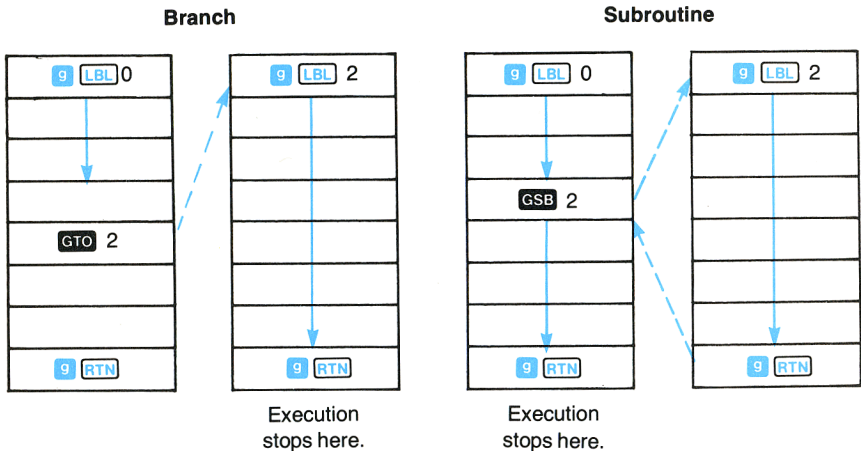 Branch
Subroutine
g LBL 0
g LBL 2
g LBL 0
g LBL 2
GSB 2
GTO 2
g RTN
g RTN
g RTN
g RTN
Execution
stops here.
Execution
stops here.